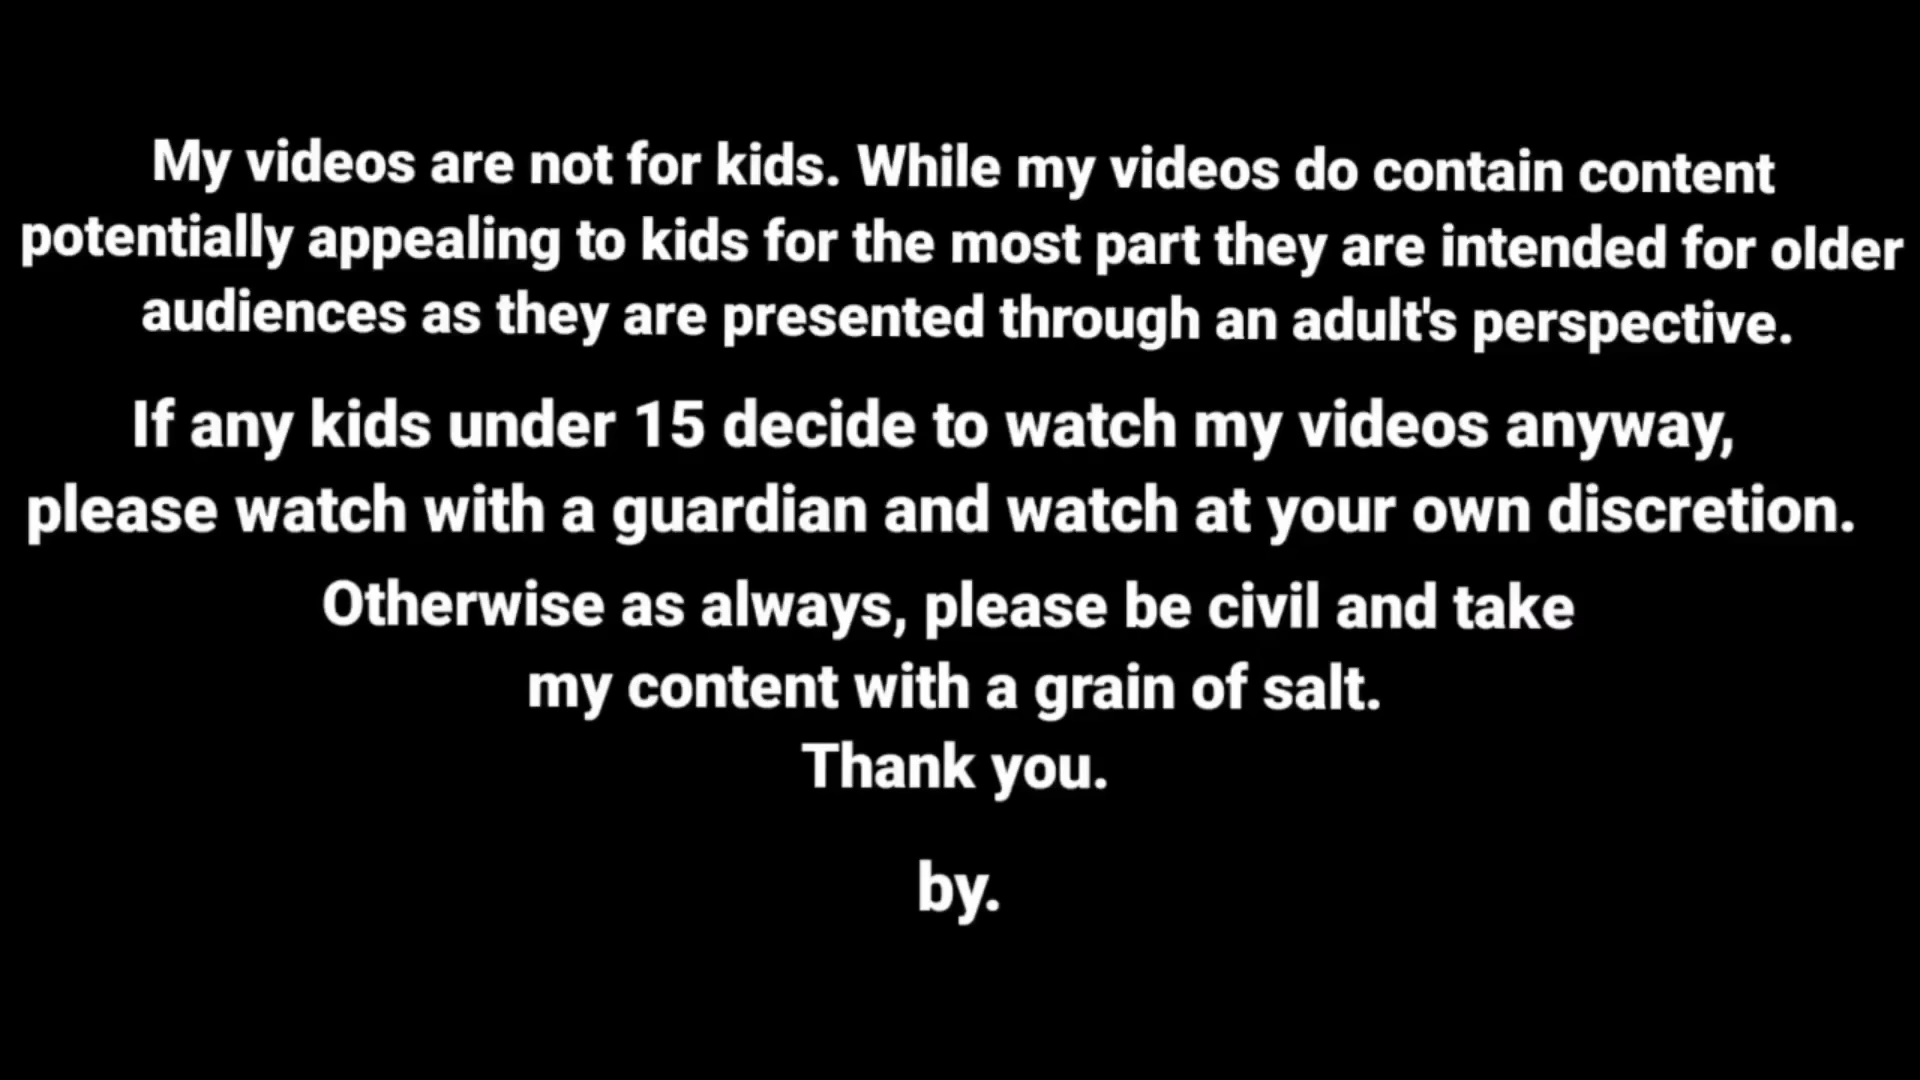 My videos are not for kids. While my videos do contain content
potentially appealing to kids for the most part they are intended for older
audiences as they are presented through an adult's perspective.
If any kids under 15 decide to watch my videos anyway,
please watch with a guardian and watch at your own discretion.
Otherwise as always, please be civil and take
my content with a grain of salt.
Thank you.
by.